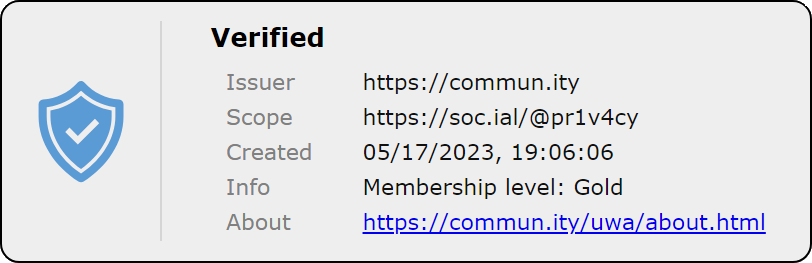 Verified
Issuer https://commun.ity
Scope https://soc.ial/@pr1v4cy
Created 05/17/2023, 19:06:06
Info Membership level: Gold
About https://commun.ity/uwa/about.html